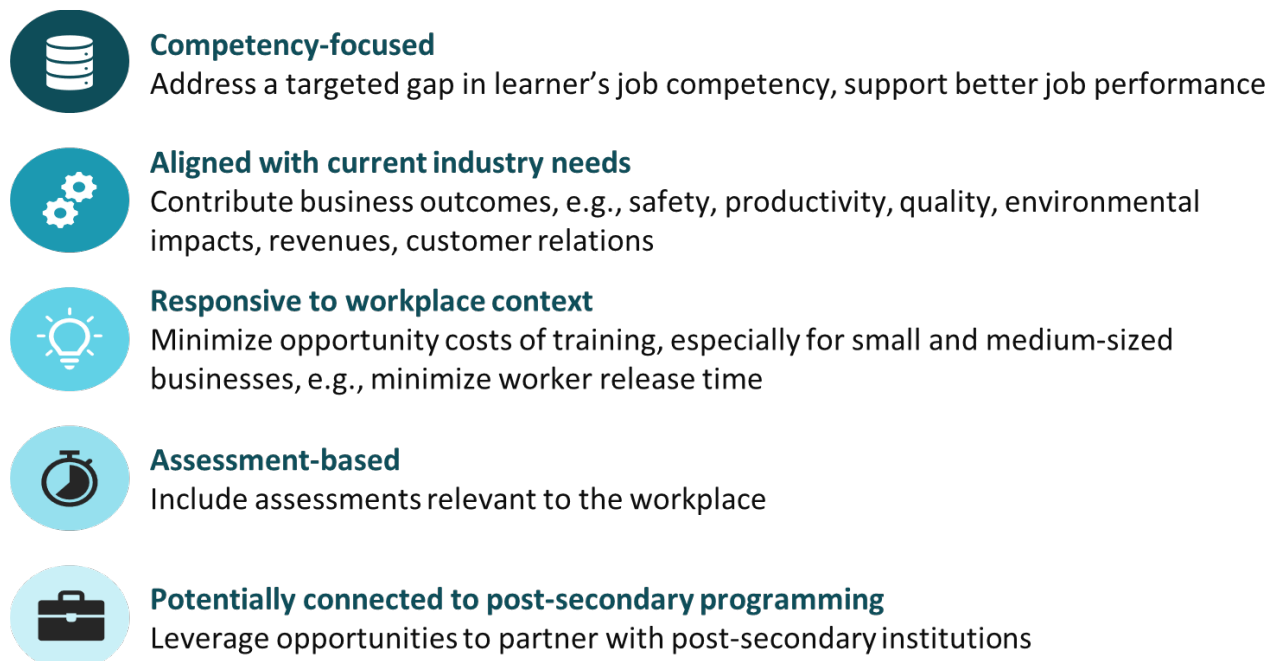 Competency-focused
Address a targeted gap in learner’s job competency, support better job performance
Aligned with current industry needs
Contribute business outcomes, e.g., safety, productivity, quality, environmental
impacts, revenues, customer relations
Responsive to workplace context
Minimize opportunity costs of training, especially for small and medium-sized
businesses, e.g., minimize worker release time
Assessment-based
Include assessments relevant to the workplace
Potentially connected to post-secondary programming
Leverage opportunities to partner with post-secondary institutions